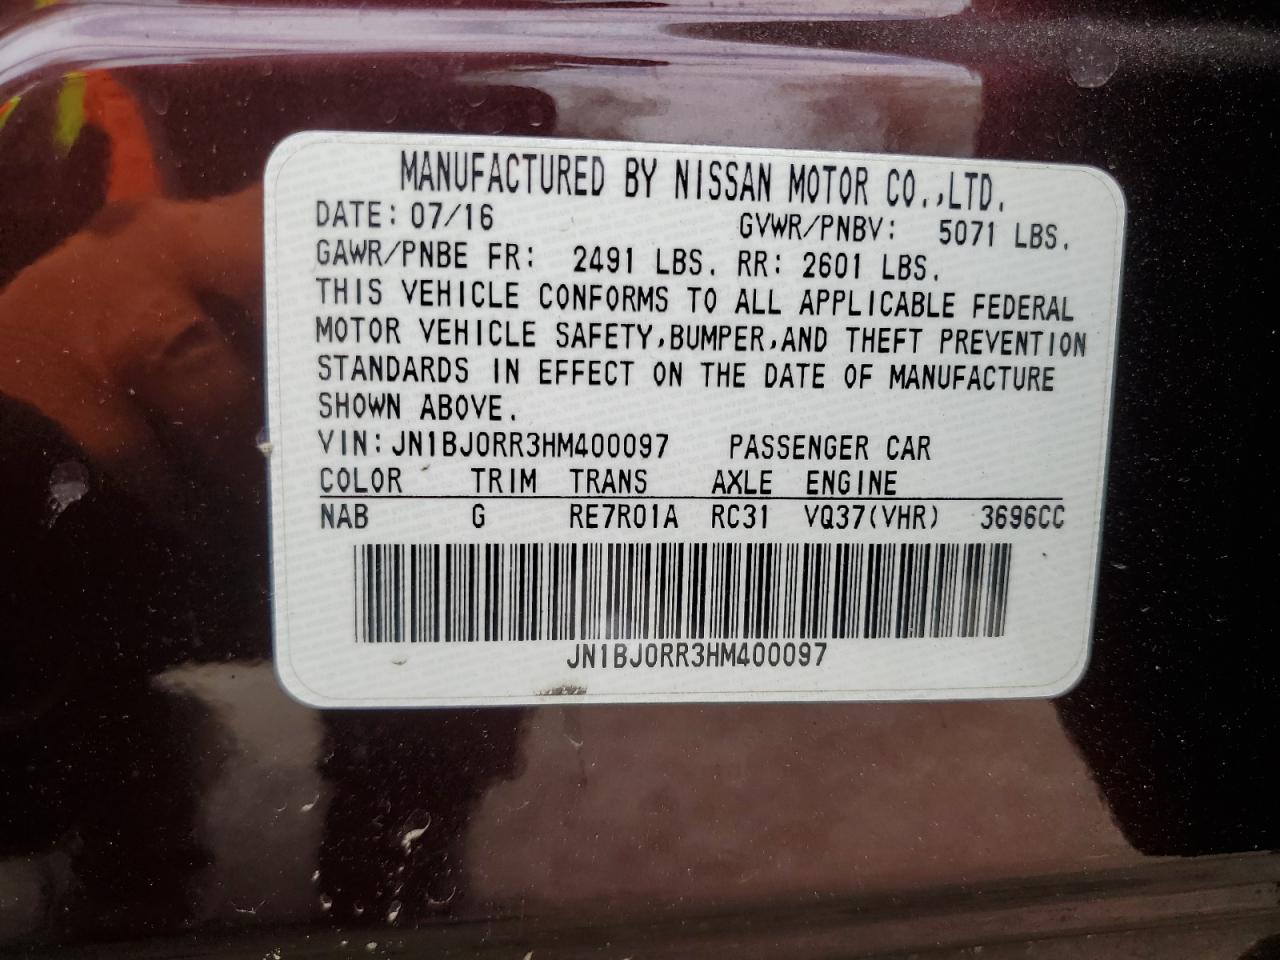 MANUFACTURED BY NISSAN MOTOR CO.,LTD.
DATE: 07/16 GVWR/PNBV: 5071 LBS.
GAWR/PNBE FR: 2491 LBS. RR: 2601 LBS.
THIS VEHICLE CONFORMS TO ALL APPLICABLE FEDERAL
MOTOR VEHICLE SAFETY,BUMPER,AND THEFT PREVENTION
STANDARDS IN EFFECT ON THE DATE OF MANUFACTURE
SHOWN ABOVE.
VIN:JN1BJ0RR3HM400097 PASSENGER CAR
COLOR TRIM TRANS AXLE ENGINE
NAB G RE7R01A RC31 VQ37(VHR) 3696CC
JN1BJ0RR3HM400097